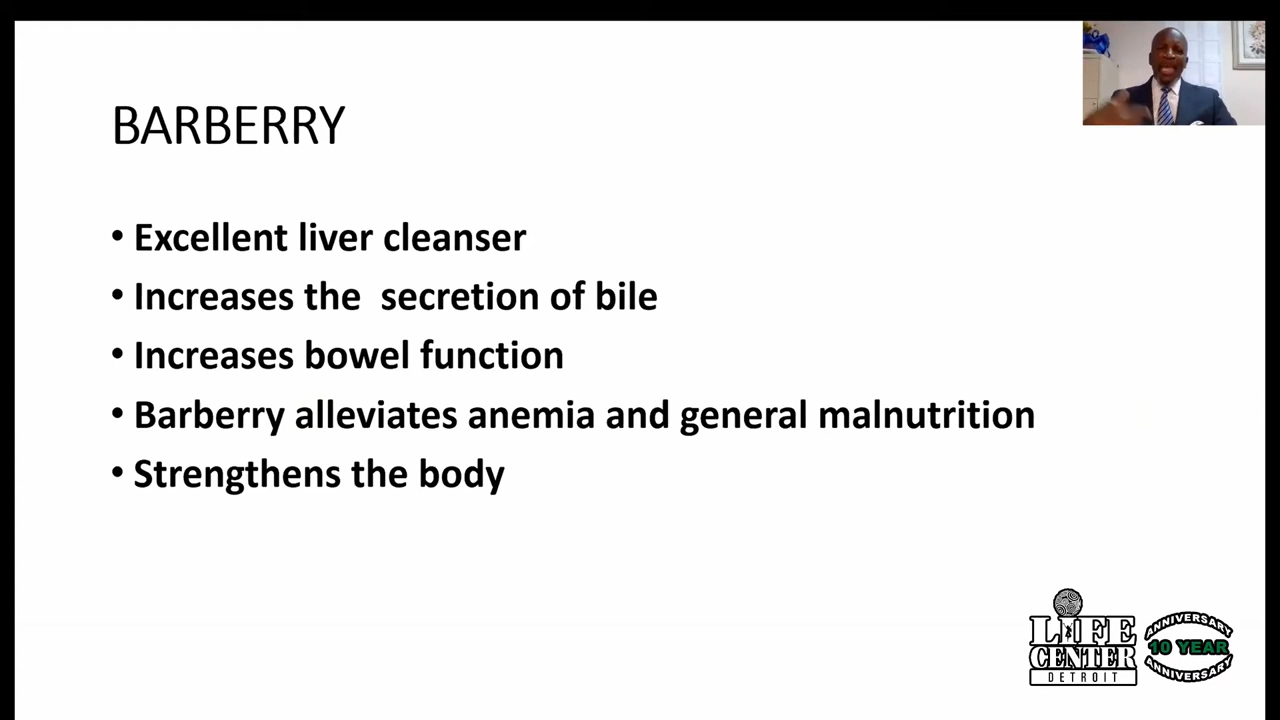 BARBERRY
• Excellent liver cleanser
• Increases the  secretion of bile
• Increases bowel function
• Barberry alleviates anemia and general malnutrition
• Strengthens the body
LIFE
CENTER
DETROIT
ANNIVERSARY
10 YEAR
ANNIVERSARY